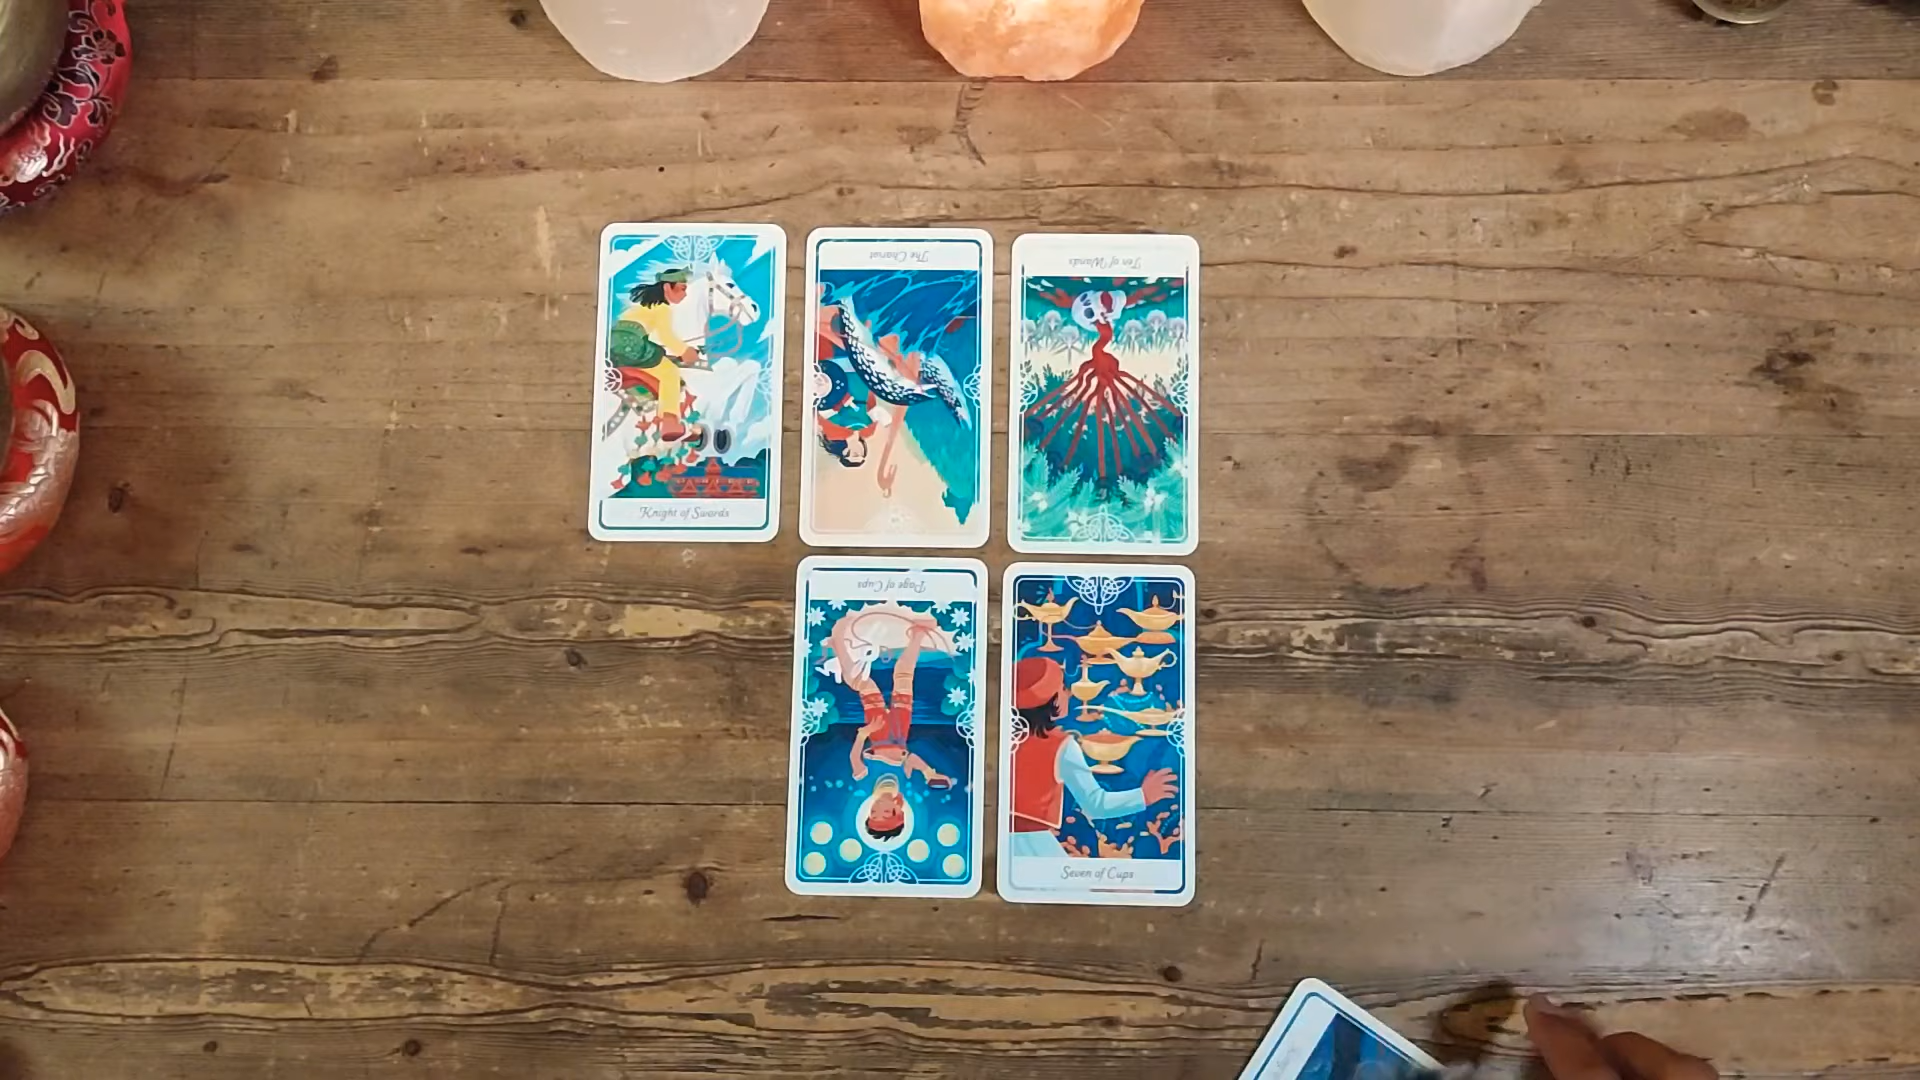 The Chariot
Ten of Wands
Knight of Swords
Page of Cups
Seven of Cups